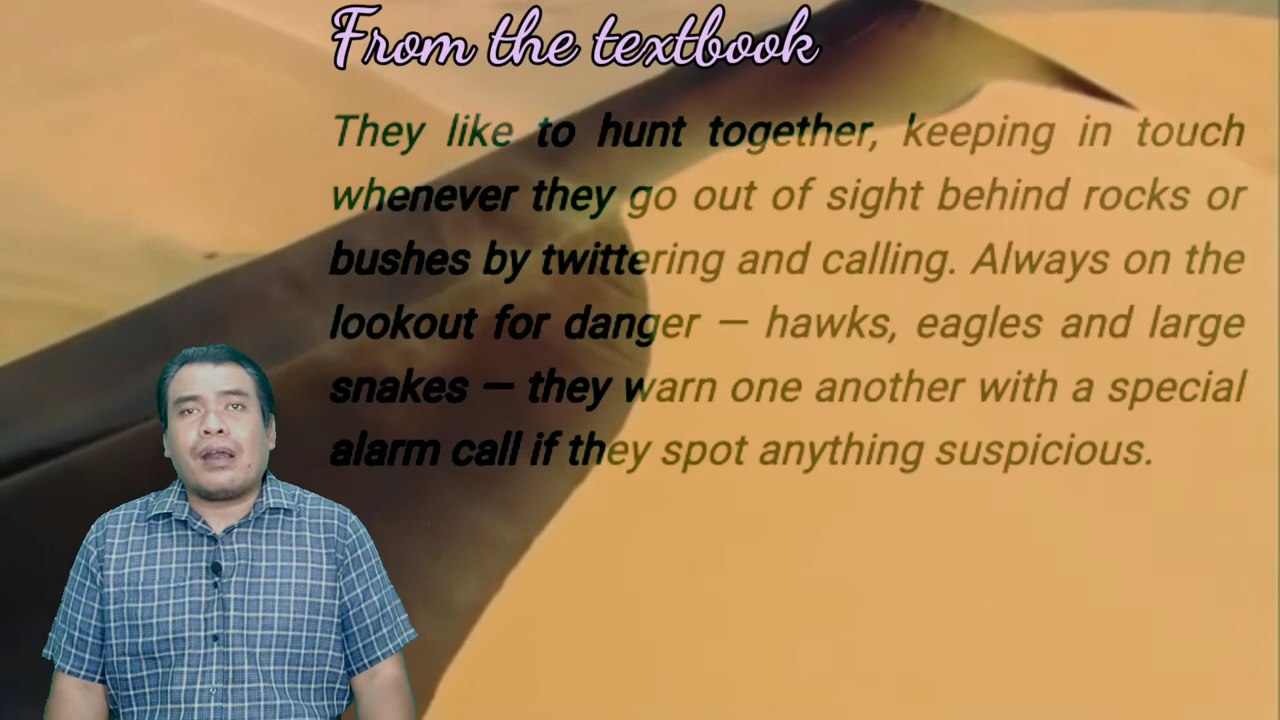 From the textbook
They like to hunt together, keeping in touch
whenever they go out of sight behind rocks or
bushes by twittering and calling. Always on the
lookout for danger — hawks, eagles and large
snakes — they warn one another with a special
alarm call if they spot anything suspicious.